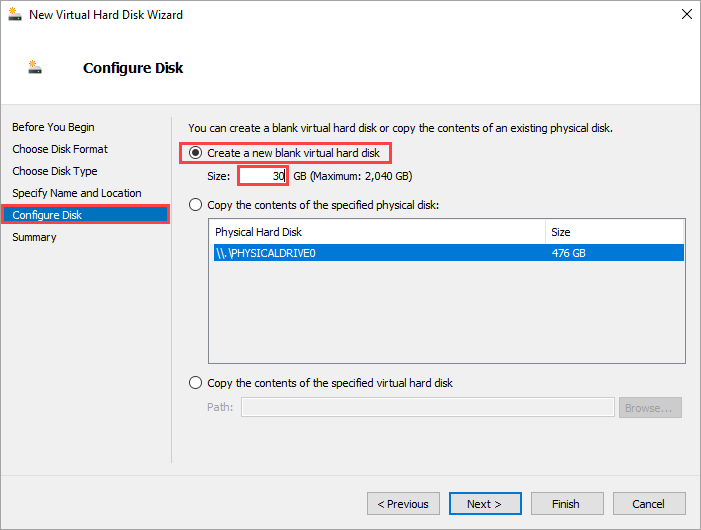 New Virtual Hard Disk Wizard
Configure Disk
Before You Begin
Choose Disk Format
Choose Disk Type
Specify Name and Location
Configure Disk
Summary
You can create a blank virtual hard disk or copy the contents of an existing physical disk.
Create a new blank virtual hard disk
Size: 30 GB (Maximum: 2,040 GB)
Copy the contents of the specified physical disk:
Physical Hard Disk Size
\\.\PHYSICALDRIVE0 476 GB
Copy the contents of the specified virtual hard disk
Path: Browse...
< Previous Next > Finish Cancel